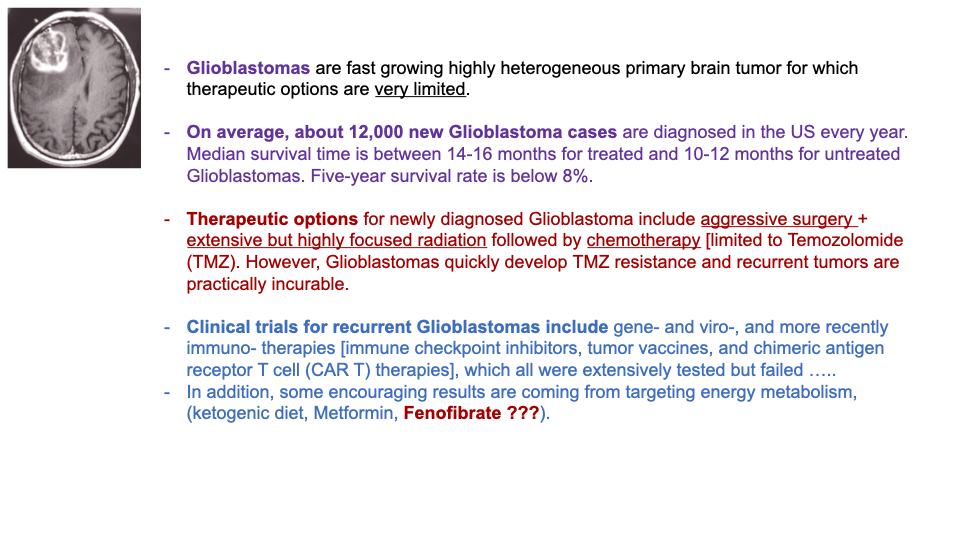 - Glioblastomas are fast growing highly heterogeneous primary brain tumor for which
therapeutic options are very limited.
- On average, about 12,000 new Glioblastoma cases are diagnosed in the US every year.
Median survival time is between 14-16 months for treated and 10-12 months for untreated
Glioblastomas. Five-year survival rate is below 8%.
- Therapeutic options for newly diagnosed Glioblastoma include aggressive surgery +
extensive but highly focused radiation followed by chemotherapy [limited to Temozolomide
(TMZ). However, Glioblastomas quickly develop TMZ resistance and recurrent tumors are
practically incurable.
- Clinical trials for recurrent Glioblastomas include gene- and viro-, and more recently
immuno- therapies [immune checkpoint inhibitors, tumor vaccines, and chimeric antigen
receptor T cell (CAR T) therapies], which all were extensively tested but failed …..
- In addition, some encouraging results are coming from targeting energy metabolism,
(ketogenic diet, Metformin, Fenofibrate ???).